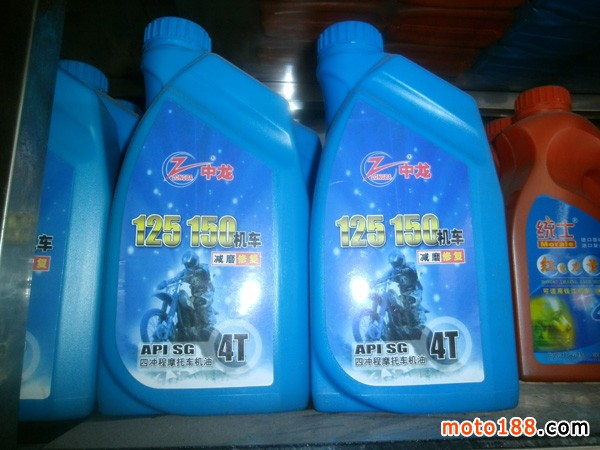 中龙
125 150机车
减磨 修复
API SG
4T
四冲程摩托车机油
中龙
125 150机车
减磨 修复
API SG
4T
四冲程摩托车机油
统士
moto188.com